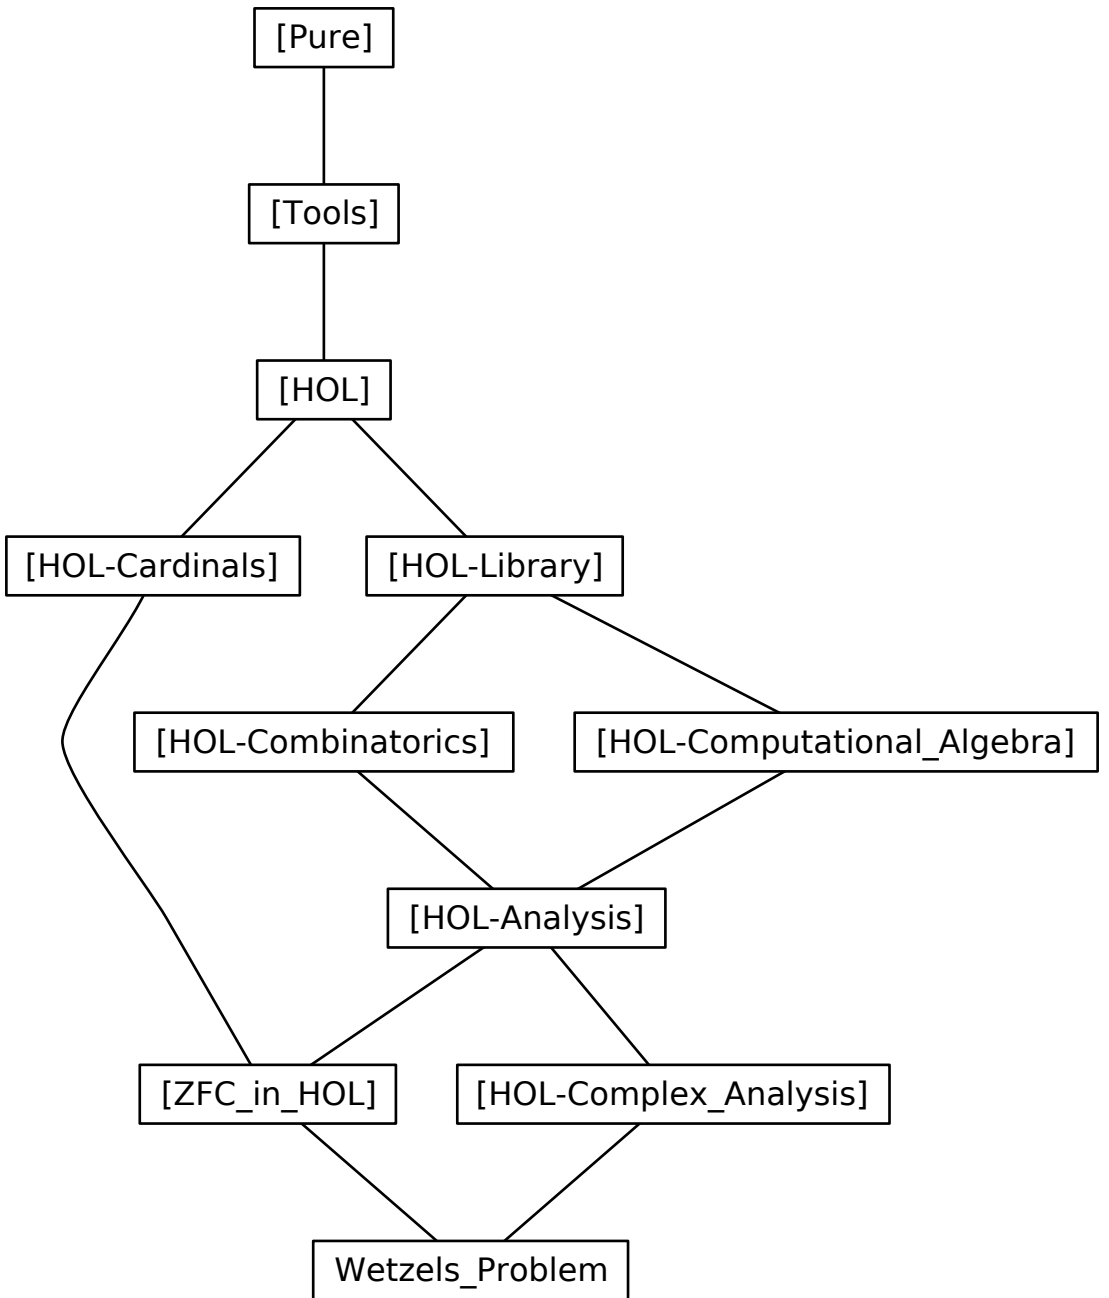 [Pure]
[Tools]
[HOL]
[HOL-Cardinals]
[HOL-Library]
[HOL-Combinatorics]
[HOL-Computational_Algebra]
[HOL-Analysis]
[ZFC_in_HOL]
[HOL-Complex_Analysis]
Wetzels_Problem